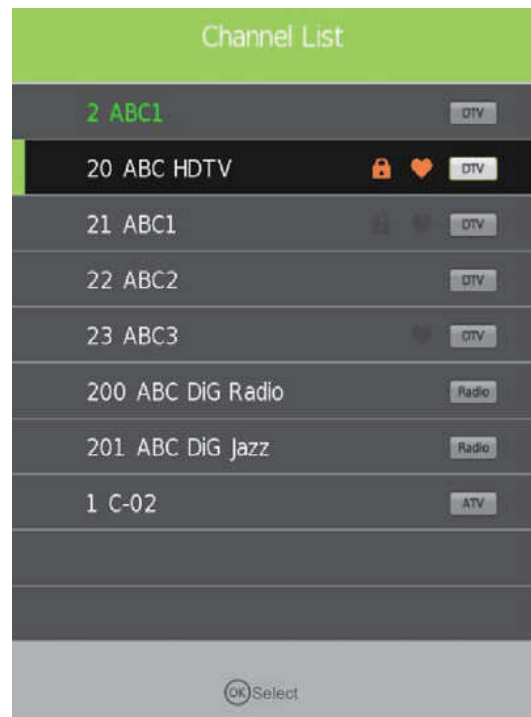 Channel List
2 ABC1 DTV
20 ABC HDTV DTV
21 ABC1 DTV
22 ABC2 DTV
23 ABC3 DTV
200 ABC DiG Radio Radio
201 ABC DiG Jazz Radio
1 C-02 ATV
OK Select